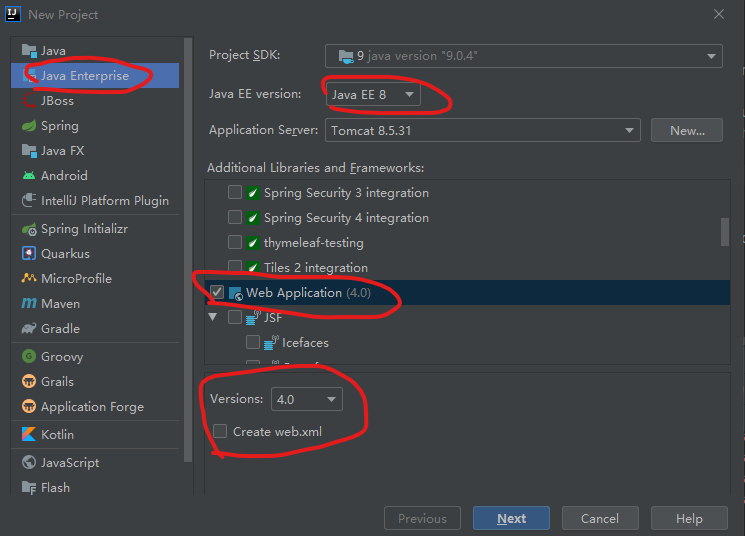 New Project
Java
Java Enterprise
JBoss
Spring
Java FX
Android
IntelliJ Platform Plugin
Spring Initializr
Quarkus
MicroProfile
Maven
Gradle
Groovy
Grails
Application Forge
Kotlin
JavaScript
Flash
Project SDK: 9 java version "9.0.4"
Java EE version: Java EE 8
Application Server: Tomcat 8.5.31 New...
Additional Libraries and Frameworks:
Spring Security 3 integration
Spring Security 4 integration
thymeleaf-testing
Tiles 2 integration
Web Application (4.0)
JSF
Icefaces
Versions: 4.0
Create web.xml
Previous Next Cancel Help